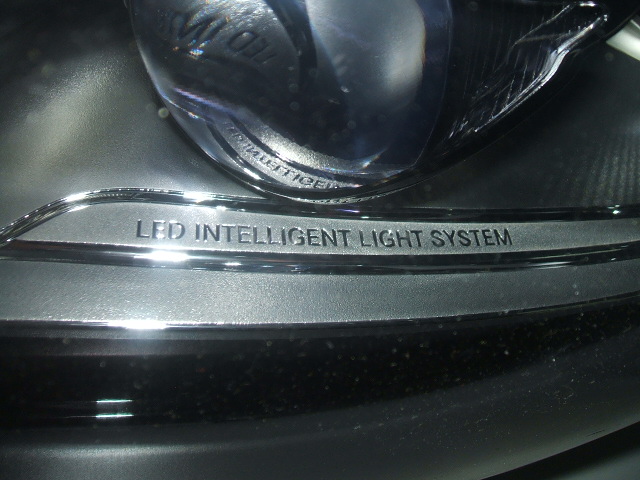 LED INTELLIGENT LIGHT SYSTEM